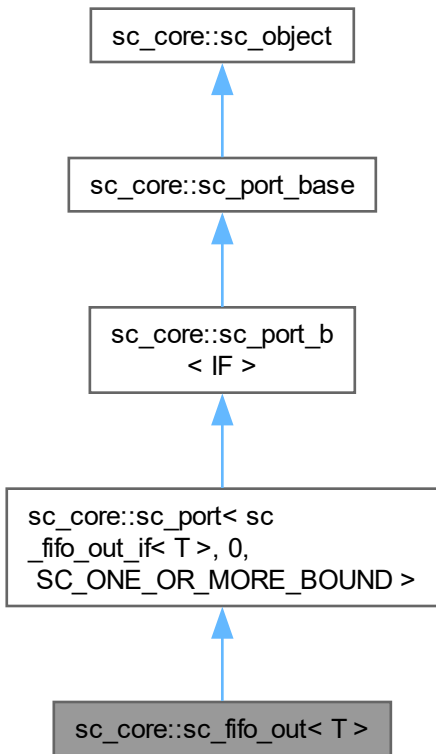 sc_core::sc_object
sc_core::sc_port_base
sc_core::sc_port_b
< IF >
sc_core::sc_port< sc
_fifo_out_if< T >, 0,
SC_ONE_OR_MORE_BOUND >
sc_core::sc_fifo_out< T >